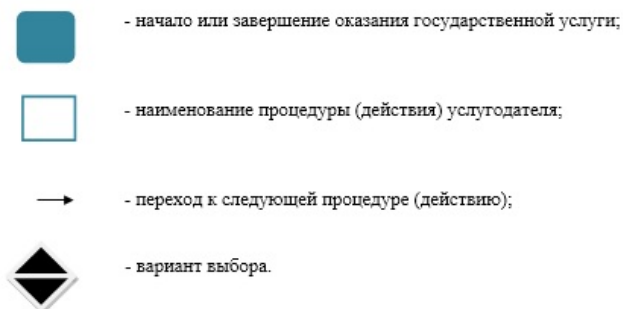 - начало или завершение оказания государственной услуги;
- наименование процедуры (действия) услугодателя;
- переход к следующей процедуре (действию);
- вариант выбора.